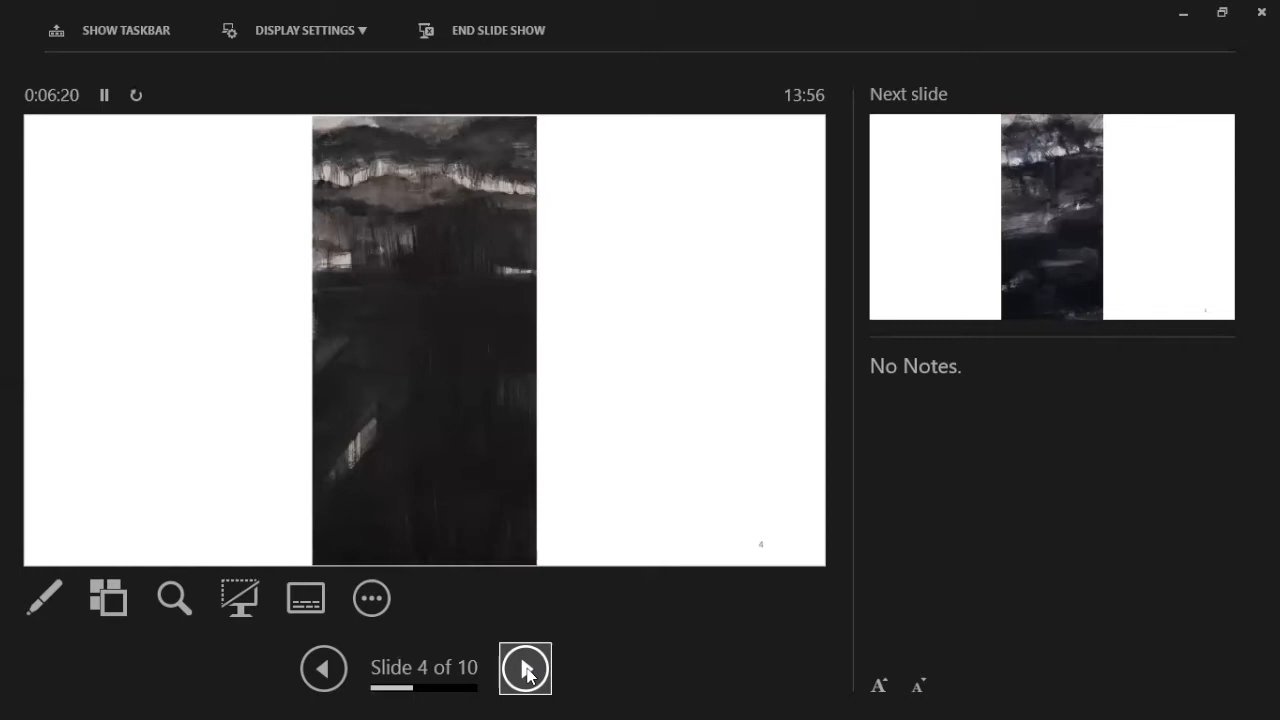 SHOW TASKBAR
DISPLAY SETTINGS ▼
END SLIDE SHOW
0:06:20
13:56
Next slide
4
No Notes.
Slide 4 of 10
A A